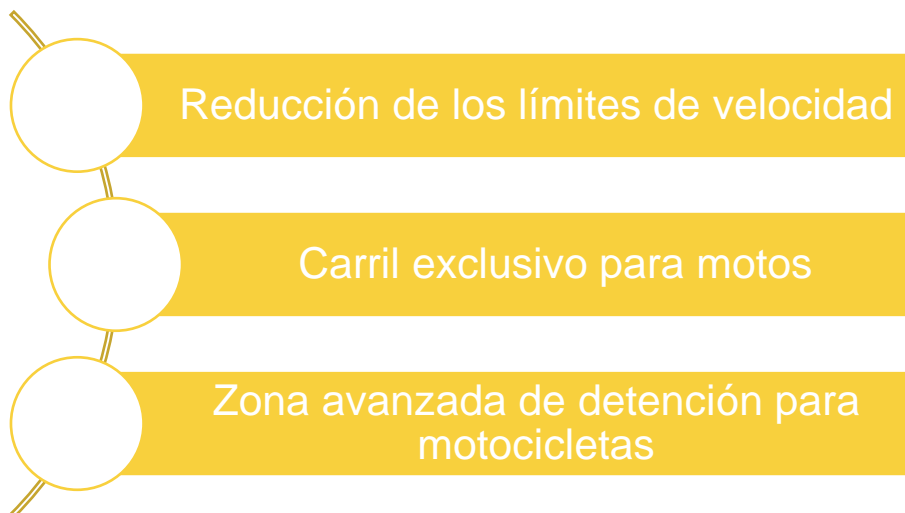 Reducción de los límites de velocidad
Carril exclusivo para motos
Zona avanzada de detención para
motocicletas